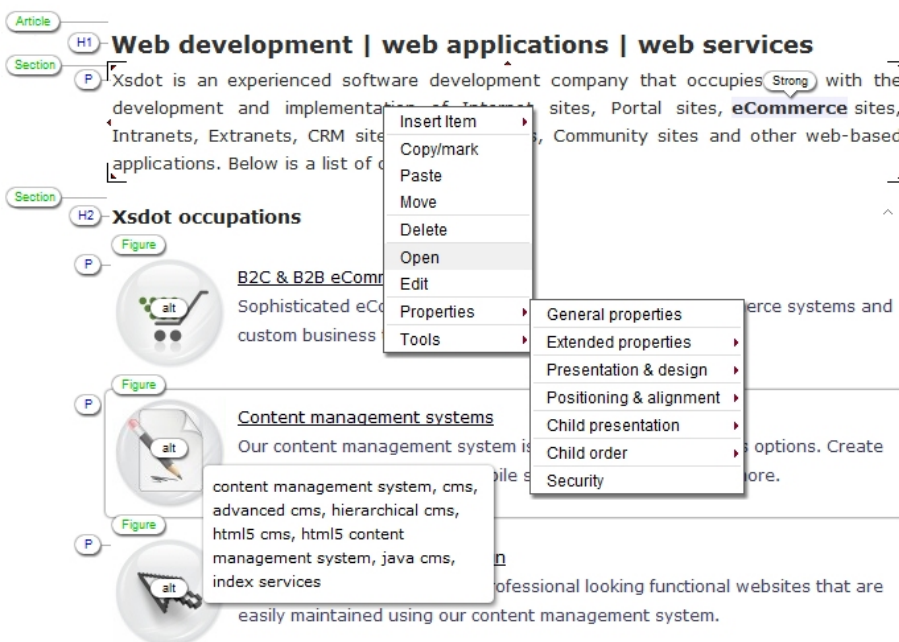 Article
H1 Web development | web applications | web services
Section
P Xsdot is an experienced software development company that occupies Strong with the
development and implementation of Internet sites, Portal sites, eCommerce sites,
Intranets, Extranets, CRM site , Community sites and other web-based
applications. Below is a list of
Section
H2 Xsdot occupations
Figure
P
alt
B2C & B2B eComm
Sophisticated eCo erce systems and
custom business
Figure
P
alt
Content management systems
Our content management system is options. Create
ore.
Figure
P
alt
ofessional looking functional websites that are
easily maintained using our content management system.
Insert Item
Copy/mark
Paste
Move
Delete
Open
Edit
Properties
Tools
General properties
Extended properties
Presentation & design
Positioning & alignment
Child presentation
Child order
Security
content management system, cms,
advanced cms, hierarchical cms,
html5 cms, html5 content
management system, java cms,
index services